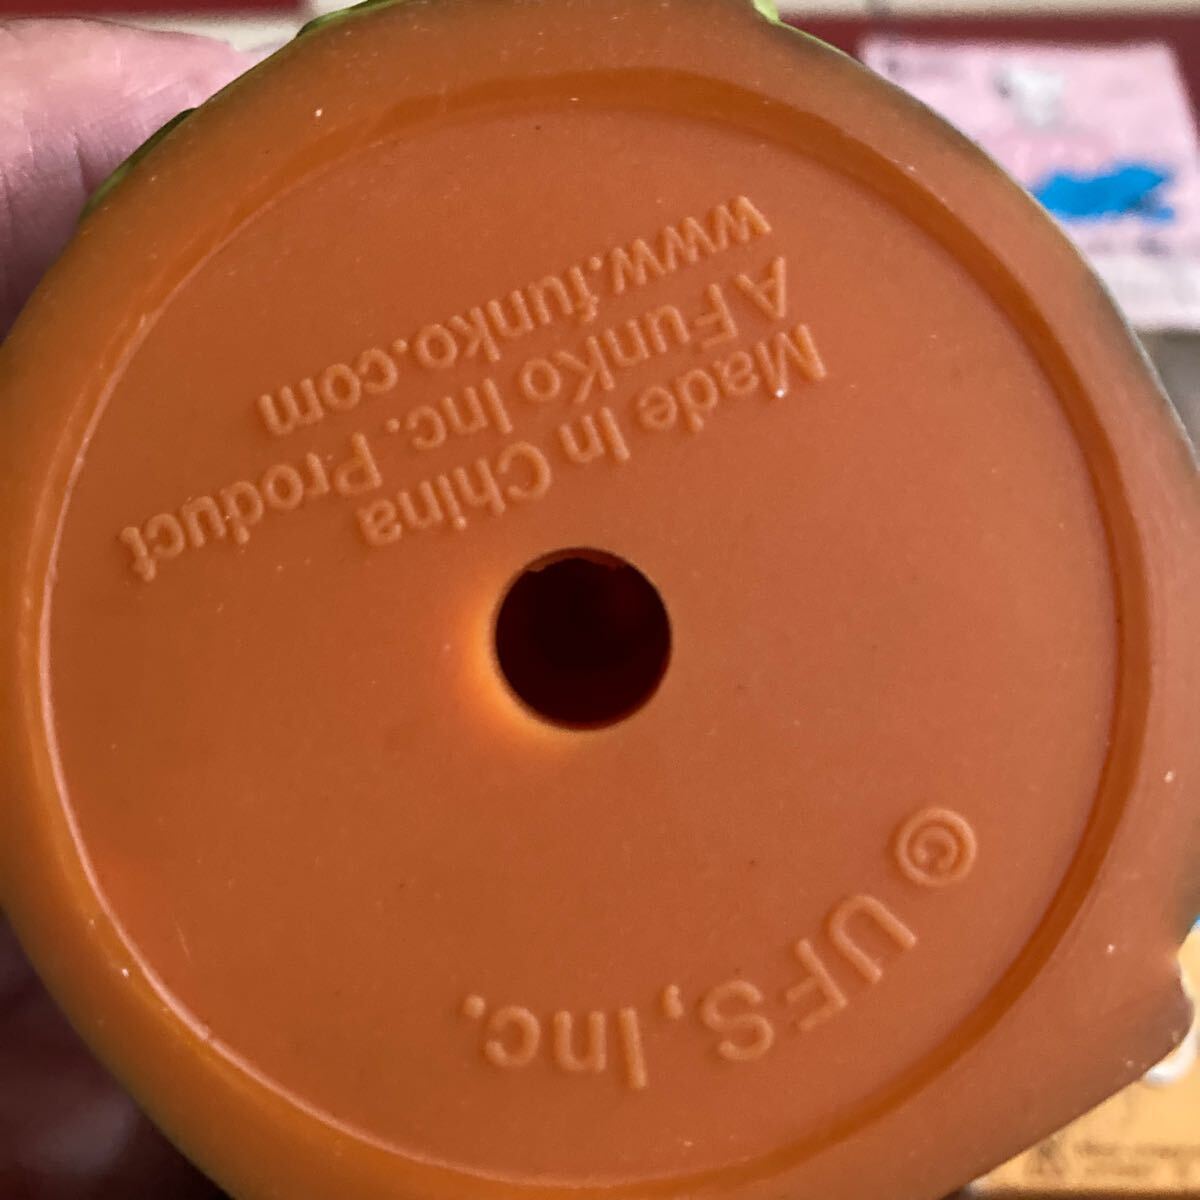 © UFS, Inc.
Made In China
A FunKo Inc. Product
www.funko.com